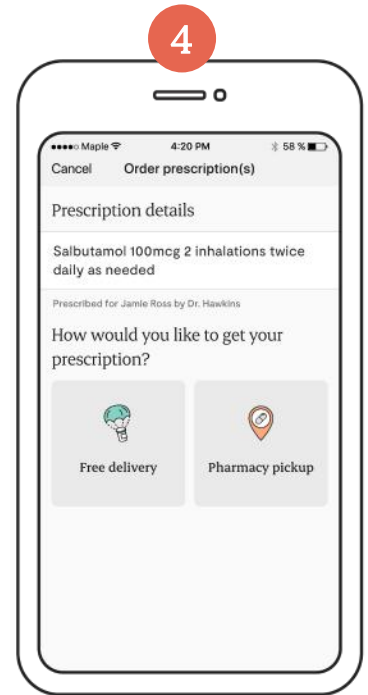 4
Maple 4:20 PM 58 %
Cancel Order prescription(s)
Prescription details
Salbutamol 100mcg 2 inhalations twice
daily as needed
Prescribed for Jamie Ross by Dr. Hawkins
How would you like to get your
prescription?
Free delivery Pharmacy pickup